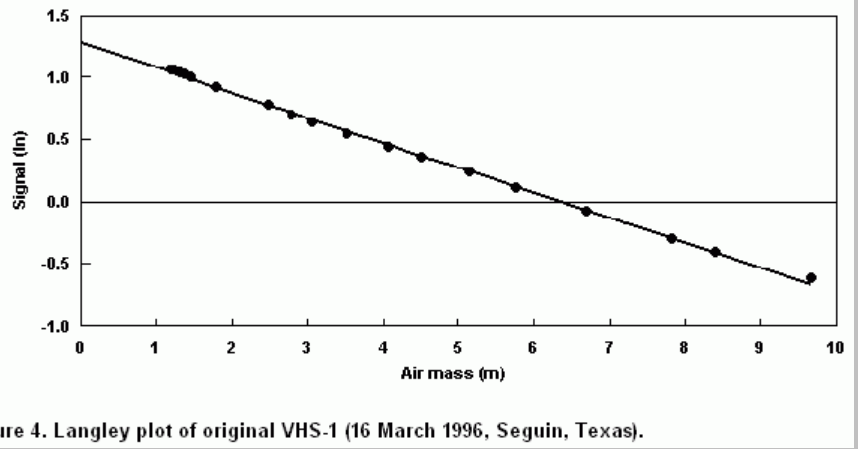 1.5
1.0
0.5
0.0
-0.5
-1.0
Signal (ln)
0 1 2 3 4 5 6 7 8 9 10
Air mass (m)
ure 4. Langley plot of original VHS-1 (16 March 1996, Seguin, Texas).